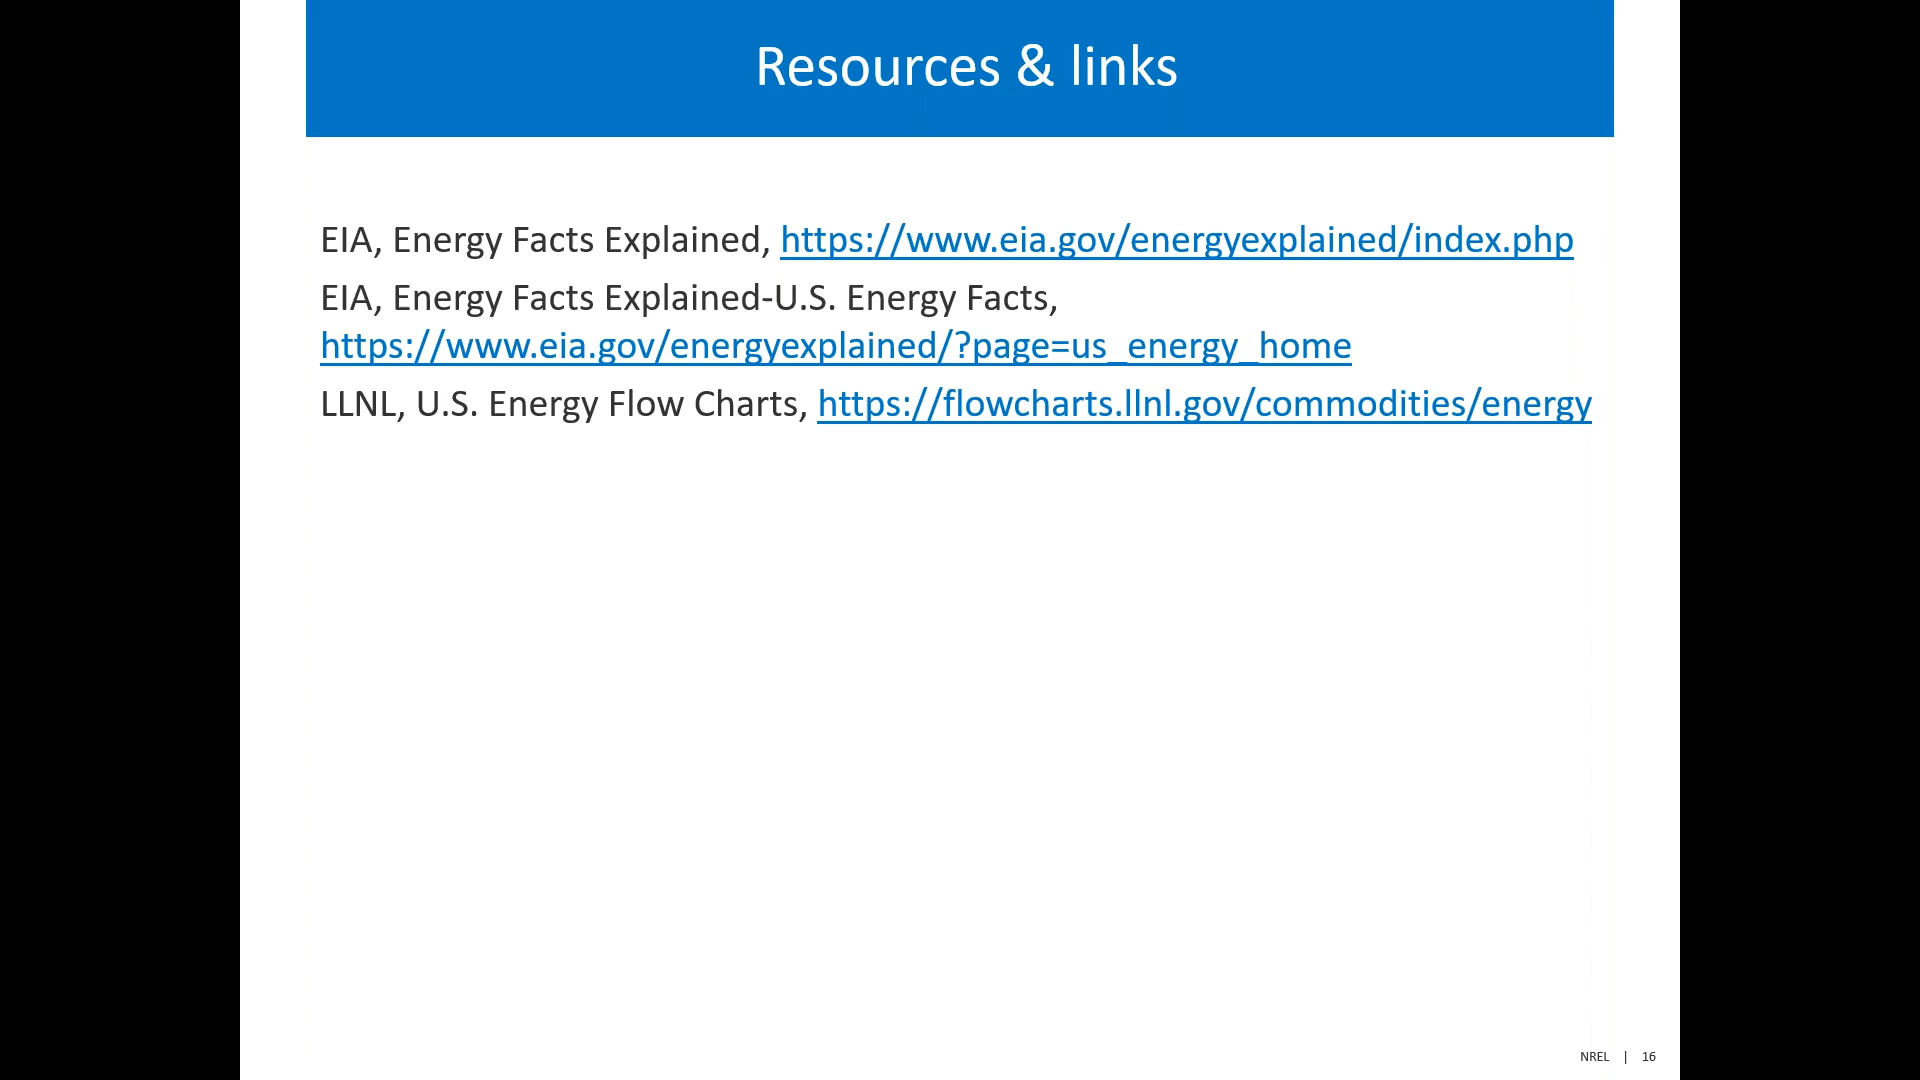 Resources & links
EIA, Energy Facts Explained, https://www.eia.gov/energyexplained/index.php
EIA, Energy Facts Explained-U.S. Energy Facts,
https://www.eia.gov/energyexplained/?page=us_energy_home
LLNL, U.S. Energy Flow Charts, https://flowcharts.llnl.gov/commodities/energy
NREL | 16